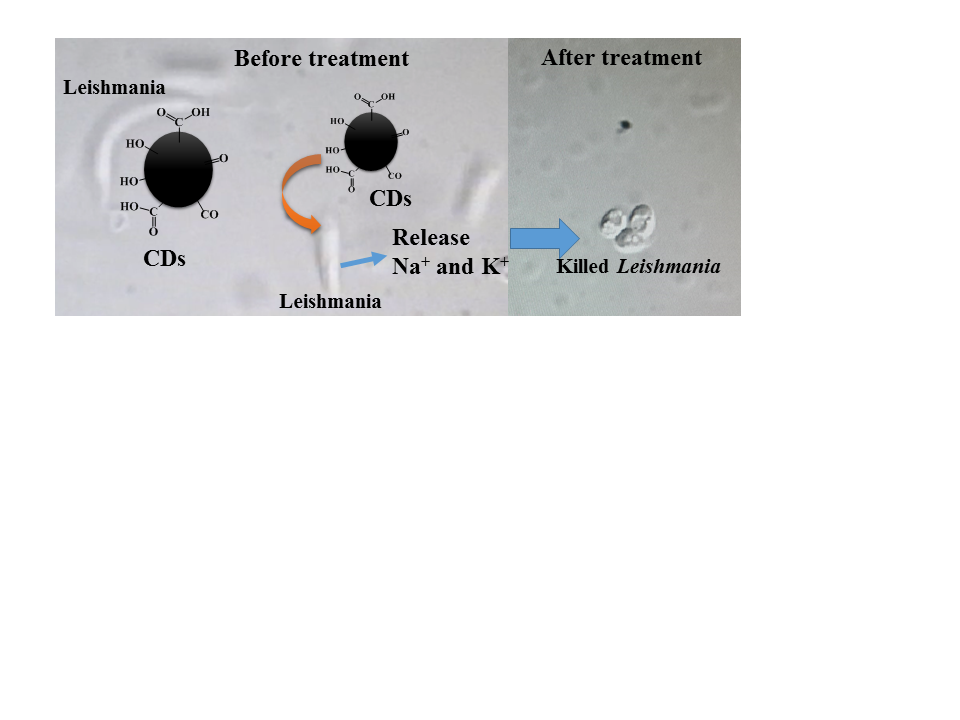 Before treatment
After treatment
Leishmania
O
OH
C
HO
O
HO
HO
C
O
CO
CDs
O
OH
C
HO
O
HO
HO
C
O
CO
CDs
Release
Na⁺ and K⁺
Leishmania
Killed Leishmania